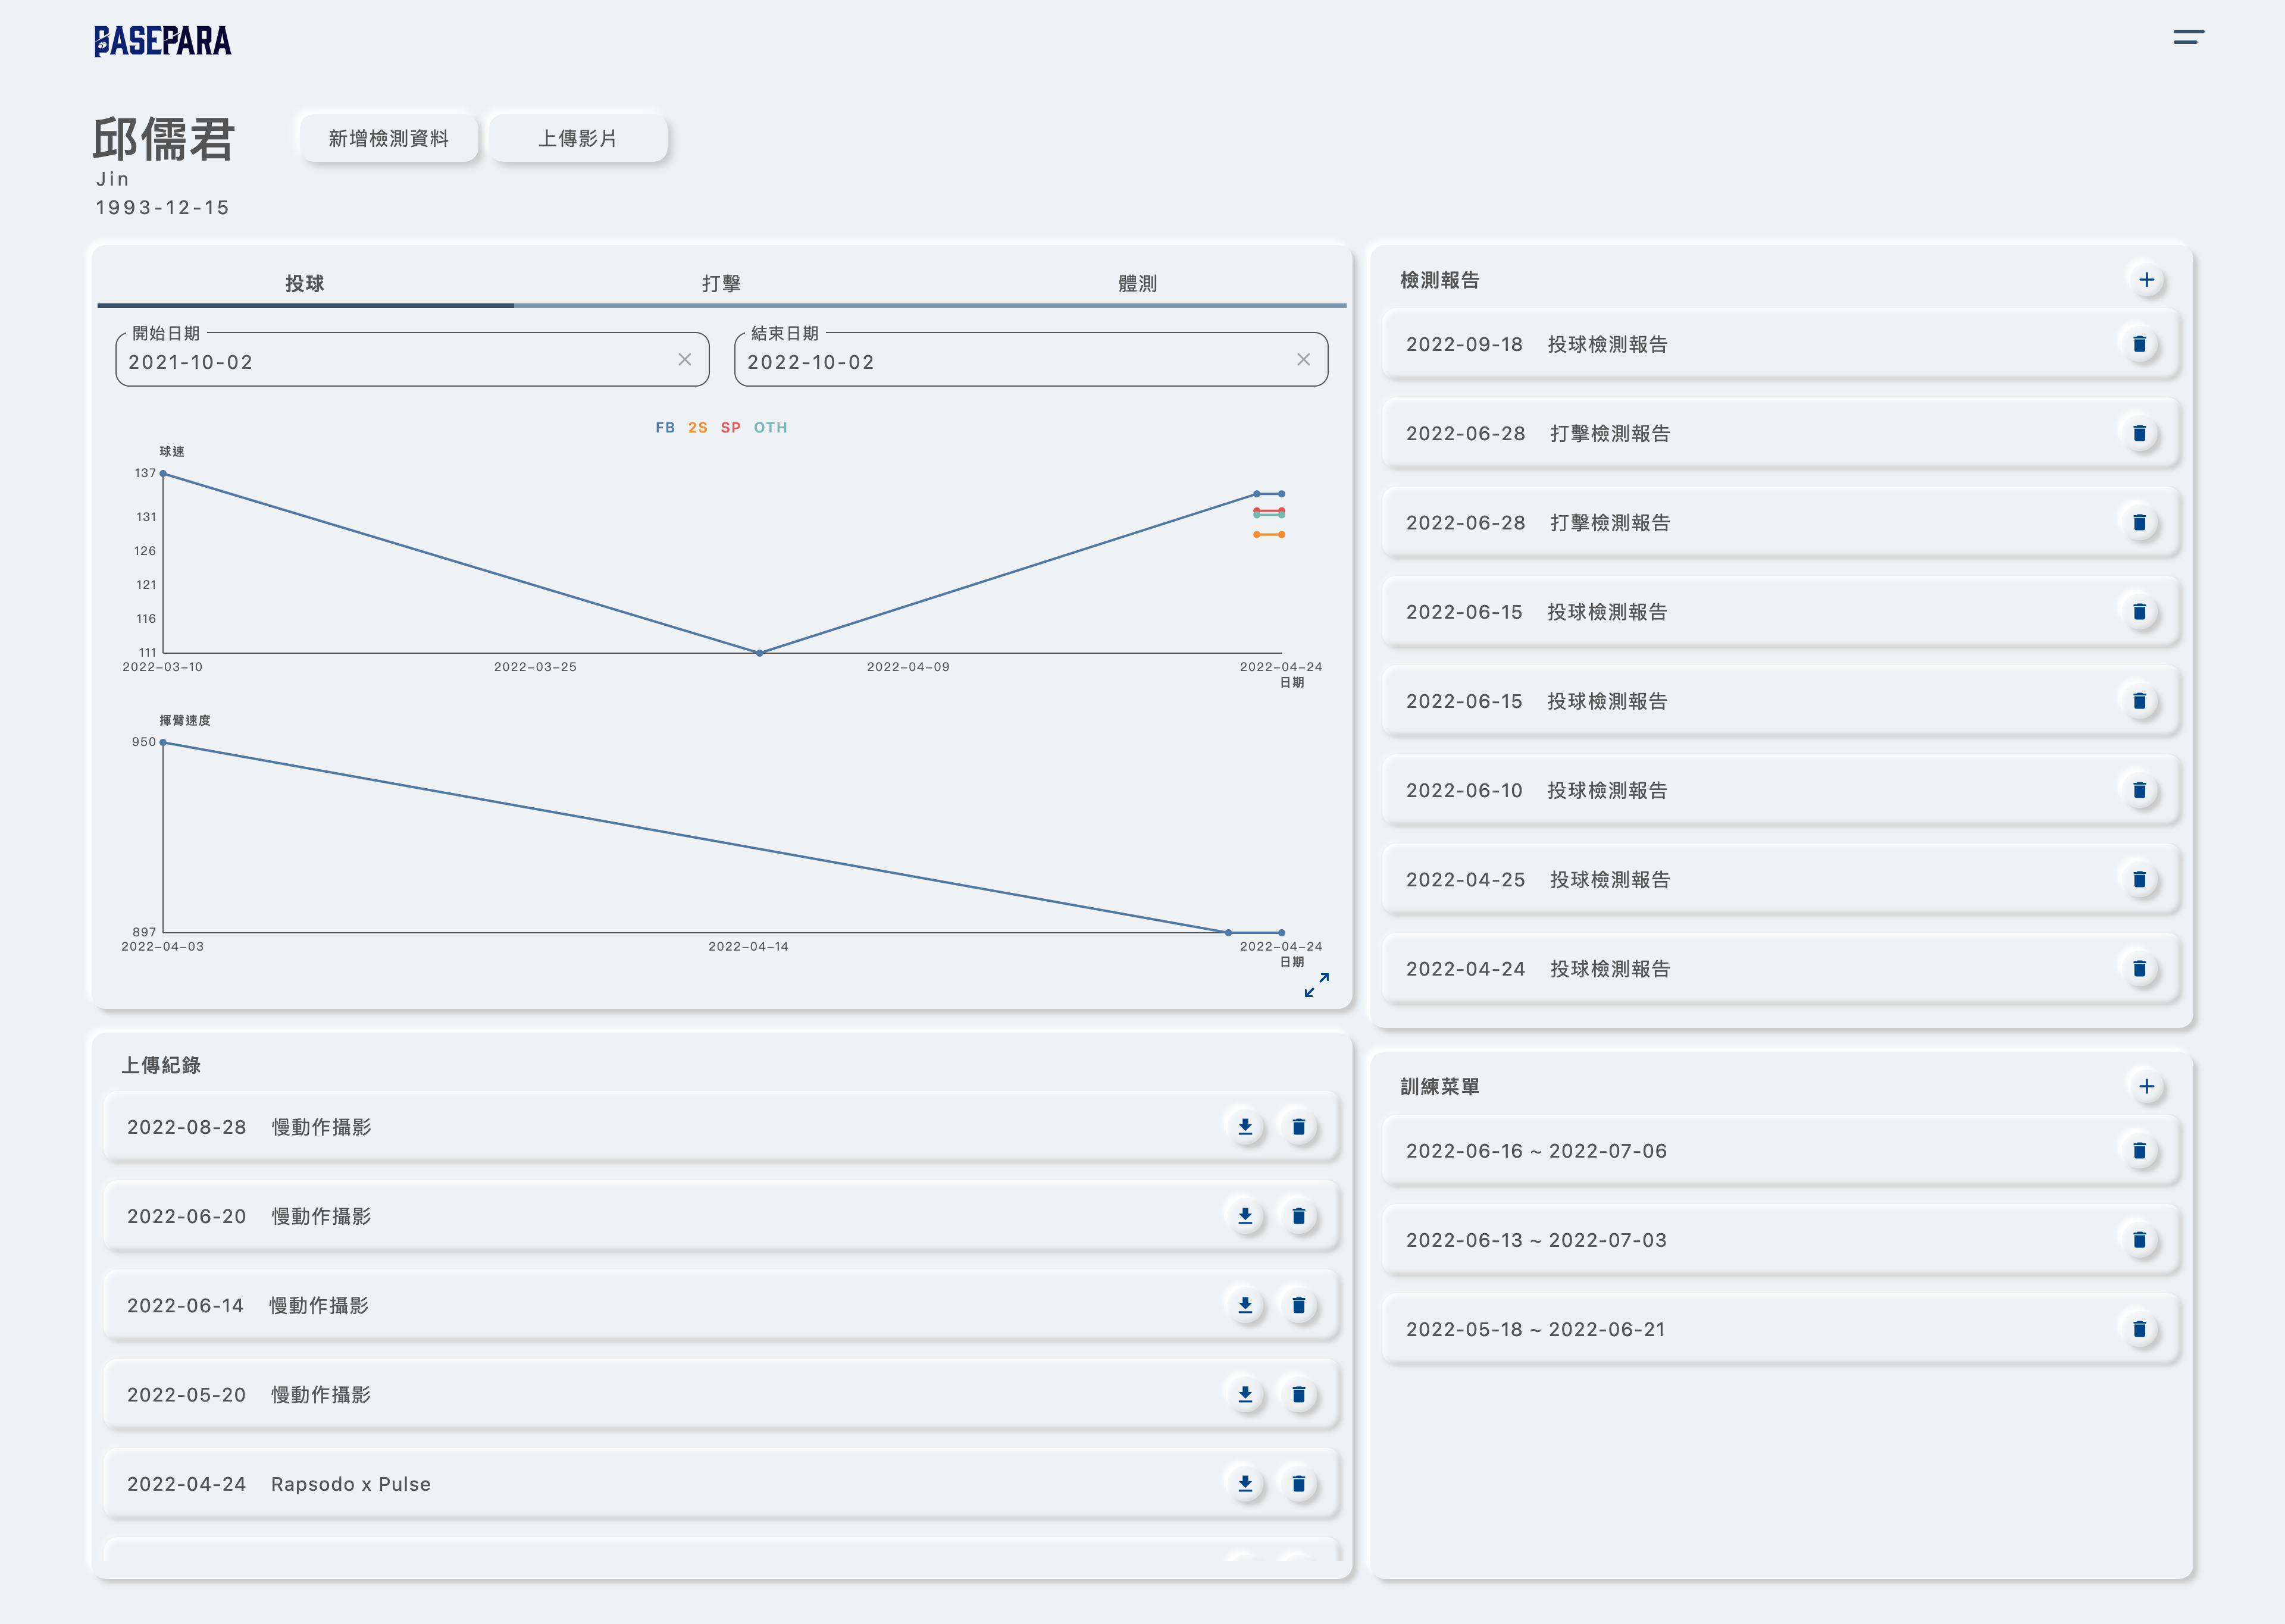 BASEPARA
邱儒君
新增檢測資料
上傳影片
Jin
1993-12-15
投球
打擊
體測
開始日期
2021-10-02
結束日期
2022-10-02
FB 2S SP OTH
球速
137
131
126
121
116
111
2022-03-10
2022-03-25
2022-04-09
2022-04-24
日期
揮臂速度
950
897
2022-04-03
2022-04-14
2022-04-24
日期
檢測報告
2022-09-18 投球檢測報告
2022-06-28 打擊檢測報告
2022-06-28 打擊檢測報告
2022-06-15 投球檢測報告
2022-06-15 投球檢測報告
2022-06-10 投球檢測報告
2022-04-25 投球檢測報告
2022-04-24 投球檢測報告
上傳紀錄
2022-08-28 慢動作攝影
2022-06-20 慢動作攝影
2022-06-14 慢動作攝影
2022-05-20 慢動作攝影
2022-04-24 Rapsodo x Pulse
訓練菜單
2022-06-16 ~ 2022-07-06
2022-06-13 ~ 2022-07-03
2022-05-18 ~ 2022-06-21